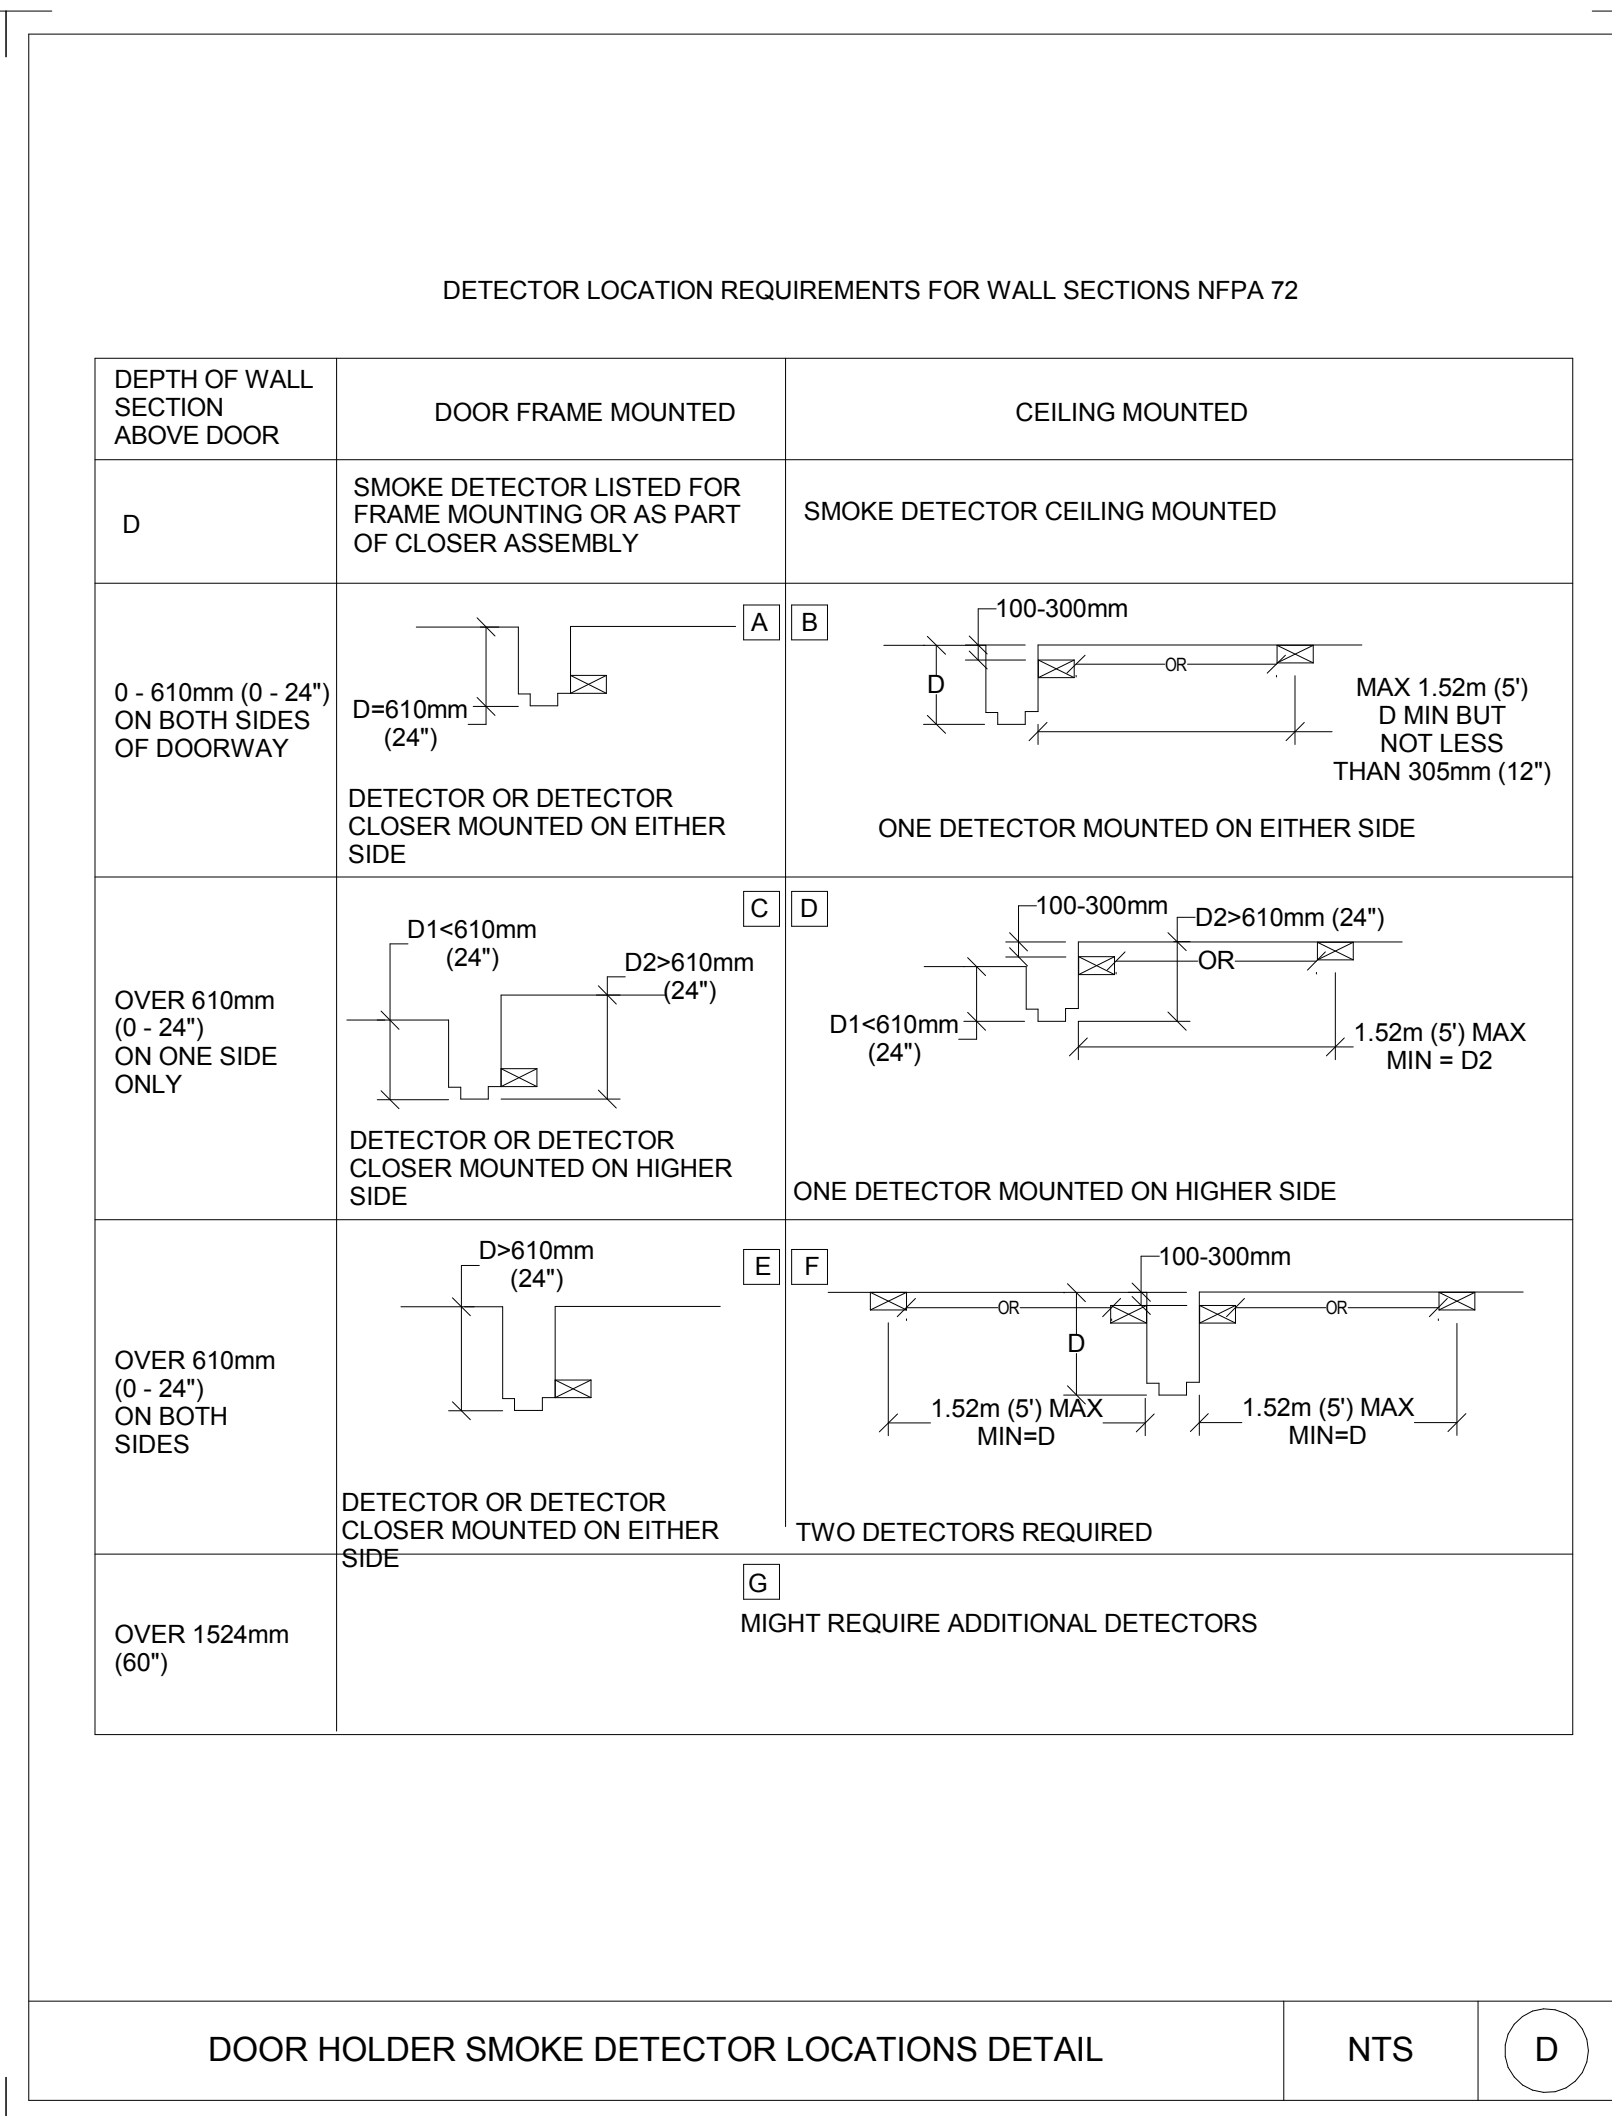 DETECTOR LOCATION REQUIREMENTS FOR WALL SECTIONS NFPA 72
DEPTH OF WALL
SECTION
ABOVE DOOR
DOOR FRAME MOUNTED
CEILING MOUNTED
D
SMOKE DETECTOR LISTED FOR
FRAME MOUNTING OR AS PART
OF CLOSER ASSEMBLY
SMOKE DETECTOR CEILING MOUNTED
0 - 610mm (0 - 24")
ON BOTH SIDES
OF DOORWAY
A
D=610mm
(24")
DETECTOR OR DETECTOR
CLOSER MOUNTED ON EITHER
SIDE
B
100-300mm
OR
D
MAX 1.52m (5')
D MIN BUT
NOT LESS
THAN 305mm (12")
ONE DETECTOR MOUNTED ON EITHER SIDE
OVER 610mm
(0 - 24")
ON ONE SIDE
ONLY
C
D1<610mm
(24")
D2>610mm
(24")
DETECTOR OR DETECTOR
CLOSER MOUNTED ON HIGHER
SIDE
D
100-300mm
D2>610mm (24")
OR
D1<610mm
(24")
1.52m (5') MAX
MIN = D2
ONE DETECTOR MOUNTED ON HIGHER SIDE
OVER 610mm
(0 - 24")
ON BOTH
SIDES
E
D>610mm
(24")
DETECTOR OR DETECTOR
CLOSER MOUNTED ON EITHER
SIDE
F
100-300mm
OR
OR
D
1.52m (5') MAX
MIN=D
1.52m (5') MAX
MIN=D
TWO DETECTORS REQUIRED
OVER 1524mm
(60")
G
MIGHT REQUIRE ADDITIONAL DETECTORS
DOOR HOLDER SMOKE DETECTOR LOCATIONS DETAIL
NTS
D